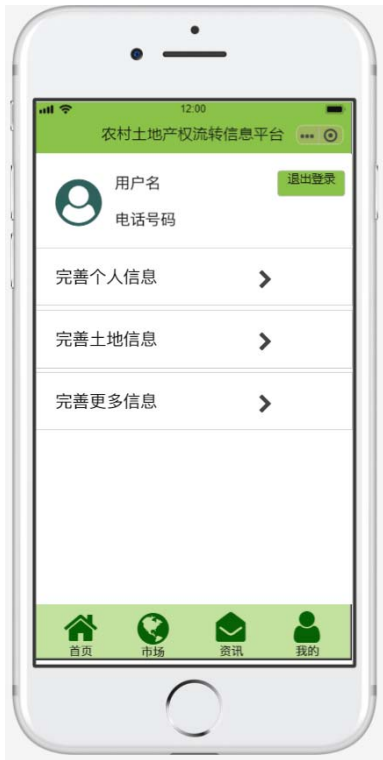 12:00
农村土地产权流转信息平台
用户名
退出登录
电话号码
完善个人信息
完善土地信息
完善更多信息
首页 市场 资讯 我的